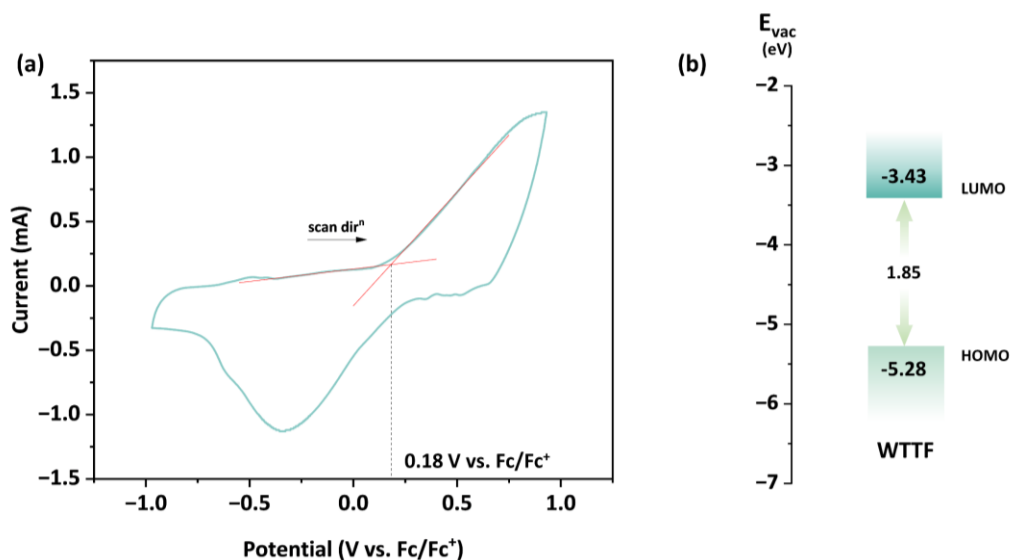 (a)
1.5
1.0
0.5
0.0
−0.5
−1.0
−1.5
Current (mA)
scan dirⁿ
0.18 V vs. Fc/Fc⁺
−1.0
−0.5
0.0
0.5
1.0
Potential (V vs. Fc/Fc⁺)
(b)
Evac
(eV)
−2
−3
−4
−5
−6
−7
-3.43
LUMO
1.85
-5.28
HOMO
WTTF